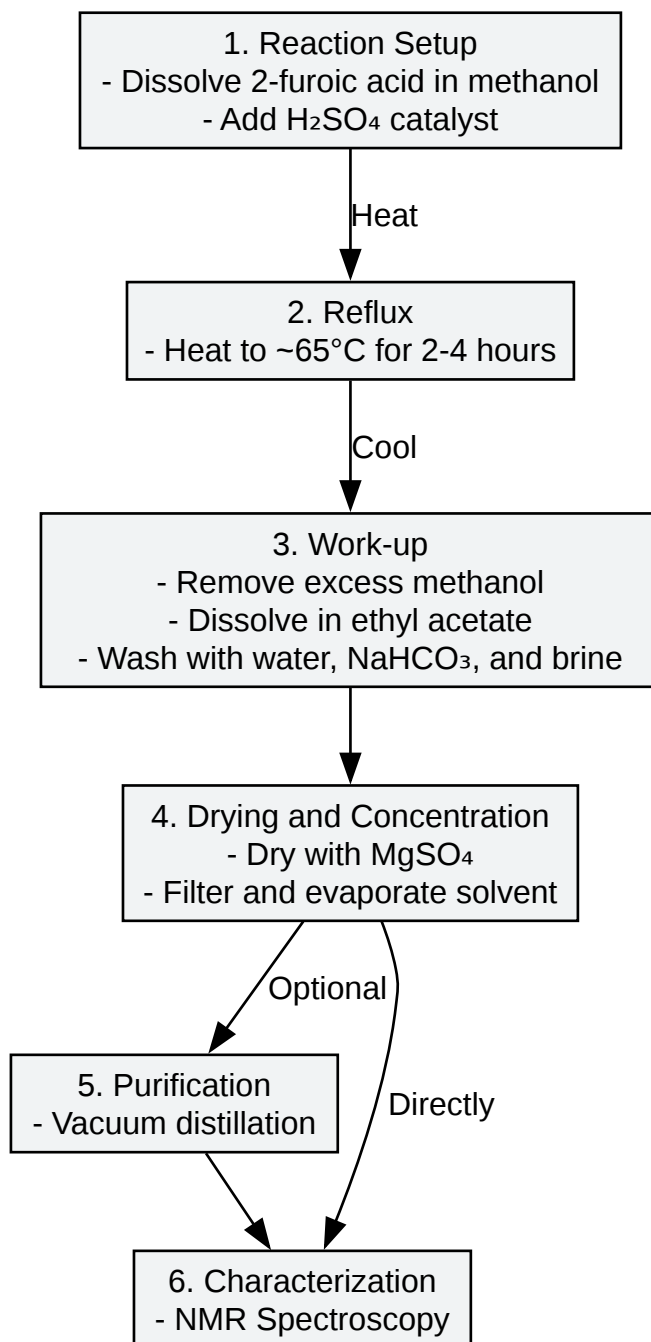 1. Reaction Setup
- Dissolve 2-furoic acid in methanol
- Add H₂SO₄ catalyst
Heat
2. Reflux
- Heat to ~65°C for 2-4 hours
Cool
3. Work-up
- Remove excess methanol
- Dissolve in ethyl acetate
- Wash with water, NaHCO₃, and brine
4. Drying and Concentration
- Dry with MgSO₄
- Filter and evaporate solvent
Optional
5. Purification
- Vacuum distillation
Directly
6. Characterization
- NMR Spectroscopy